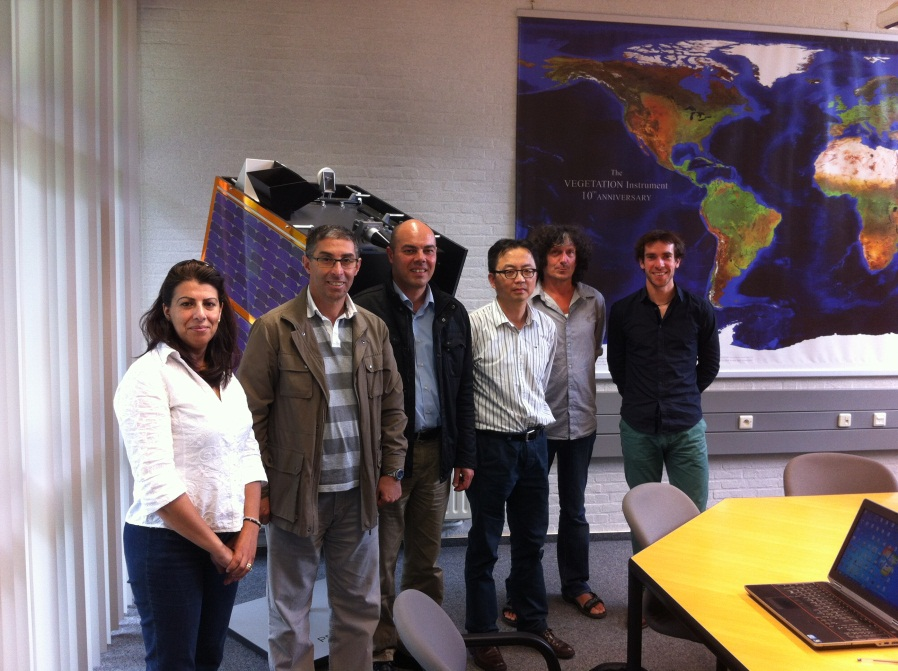 The
VEGETATION Instrument
10th ANNIVERSARY